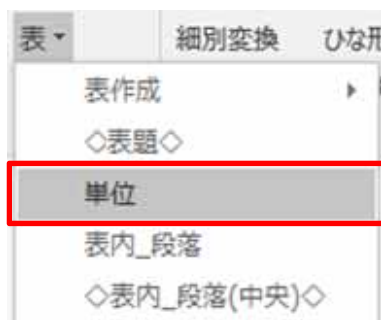 表 細別変換 ひな形
表作成
◇表題◇
単位
表内_段落
◇表内_段落(中央)◇